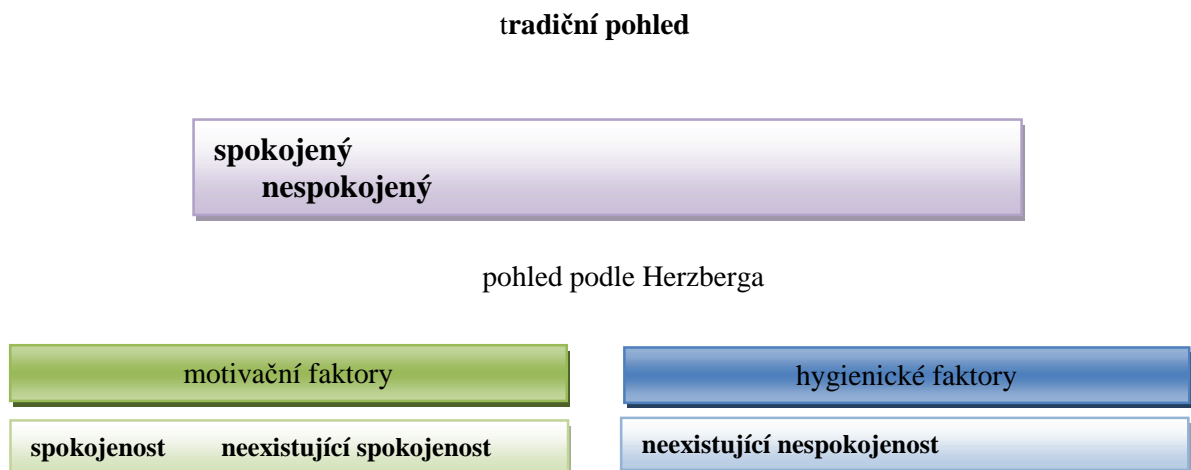 tradiční pohled
spokojený
nespokojený
pohled podle Herzberga
motivační faktory
hygienické faktory
spokojenost neexistující spokojenost
neexistující nespokojenost